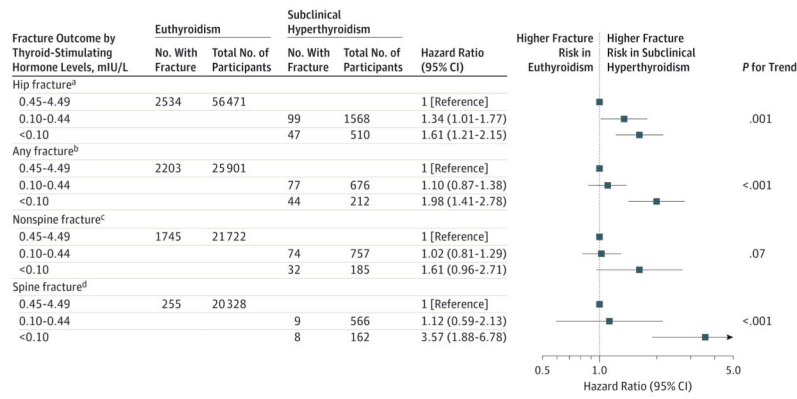 Fracture Outcome by Thyroid-Stimulating Hormone Levels, mIU/L
Euthyroidism
Subclinical Hyperthyroidism
No. With Fracture Total No. of Participants No. With Fracture Total No. of Participants Hazard Ratio (95% CI)
Higher Fracture Risk in Euthyroidism
Higher Fracture Risk in Subclinical Hyperthyroidism
P for Trend
Hip fractureᵃ
0.45-4.49 2534 56471 1 [Reference]
0.10-0.44 99 1568 1.34 (1.01-1.77) .001
<0.10 47 510 1.61 (1.21-2.15)
Any fractureᵇ
0.45-4.49 2203 25901 1 [Reference]
0.10-0.44 77 676 1.10 (0.87-1.38) <.001
<0.10 44 212 1.98 (1.41-2.78)
Nonspine fractureᶜ
0.45-4.49 1745 21722 1 [Reference]
0.10-0.44 74 757 1.02 (0.81-1.29) .07
<0.10 32 185 1.61 (0.96-2.71)
Spine fractureᵈ
0.45-4.49 255 20328 1 [Reference]
0.10-0.44 9 566 1.12 (0.59-2.13) <.001
<0.10 8 162 3.57 (1.88-6.78)
0.5 1.0 5.0
Hazard Ratio (95% CI)